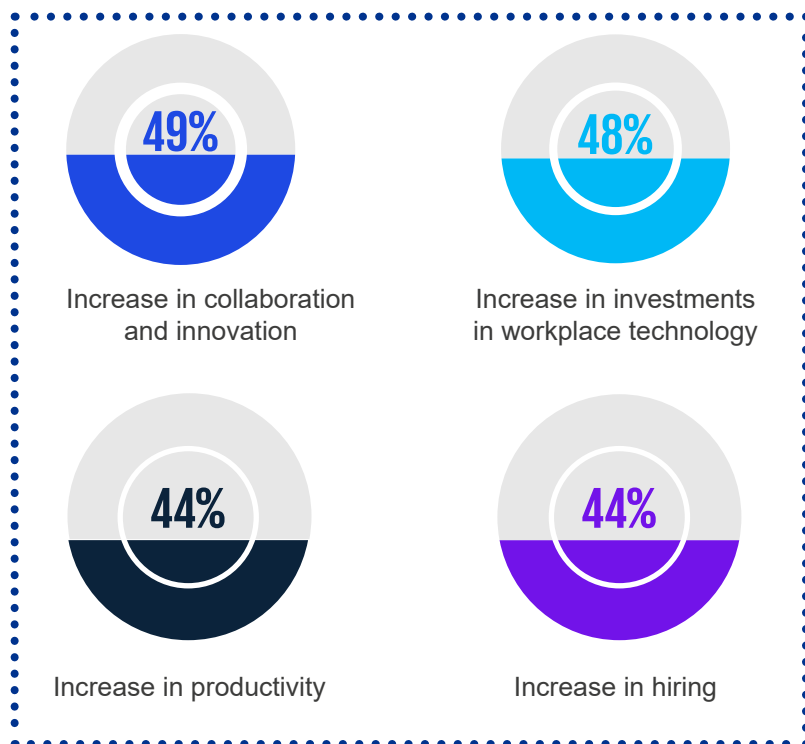 49%
Increase in collaboration
and innovation
48%
Increase in investments
in workplace technology
44%
Increase in productivity
44%
Increase in hiring